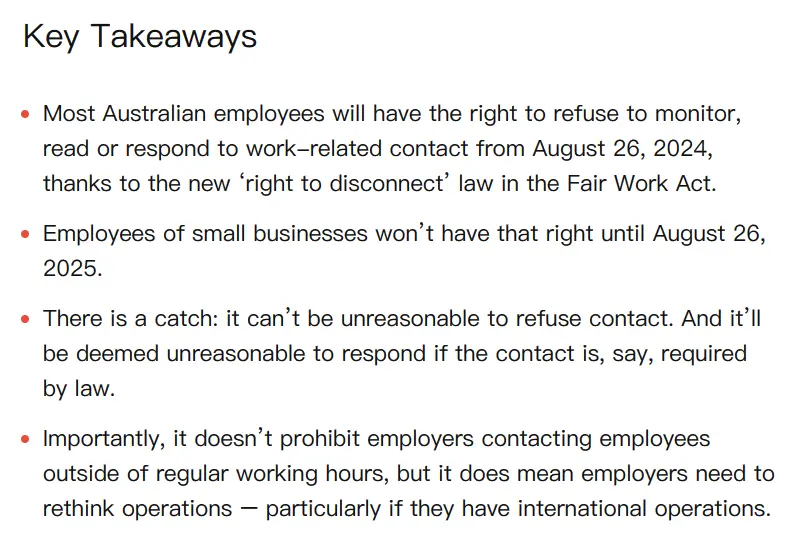 Key Takeaways
Most Australian employees will have the right to refuse to monitor,
read or respond to work-related contact from August 26, 2024,
thanks to the new ‘right to disconnect’ law in the Fair Work Act.
Employees of small businesses won’t have that right until August 26,
2025.
There is a catch: it can’t be unreasonable to refuse contact. And it’ll
be deemed unreasonable to respond if the contact is, say, required
by law.
Importantly, it doesn’t prohibit employers contacting employees
outside of regular working hours, but it does mean employers need to
rethink operations — particularly if they have international operations.